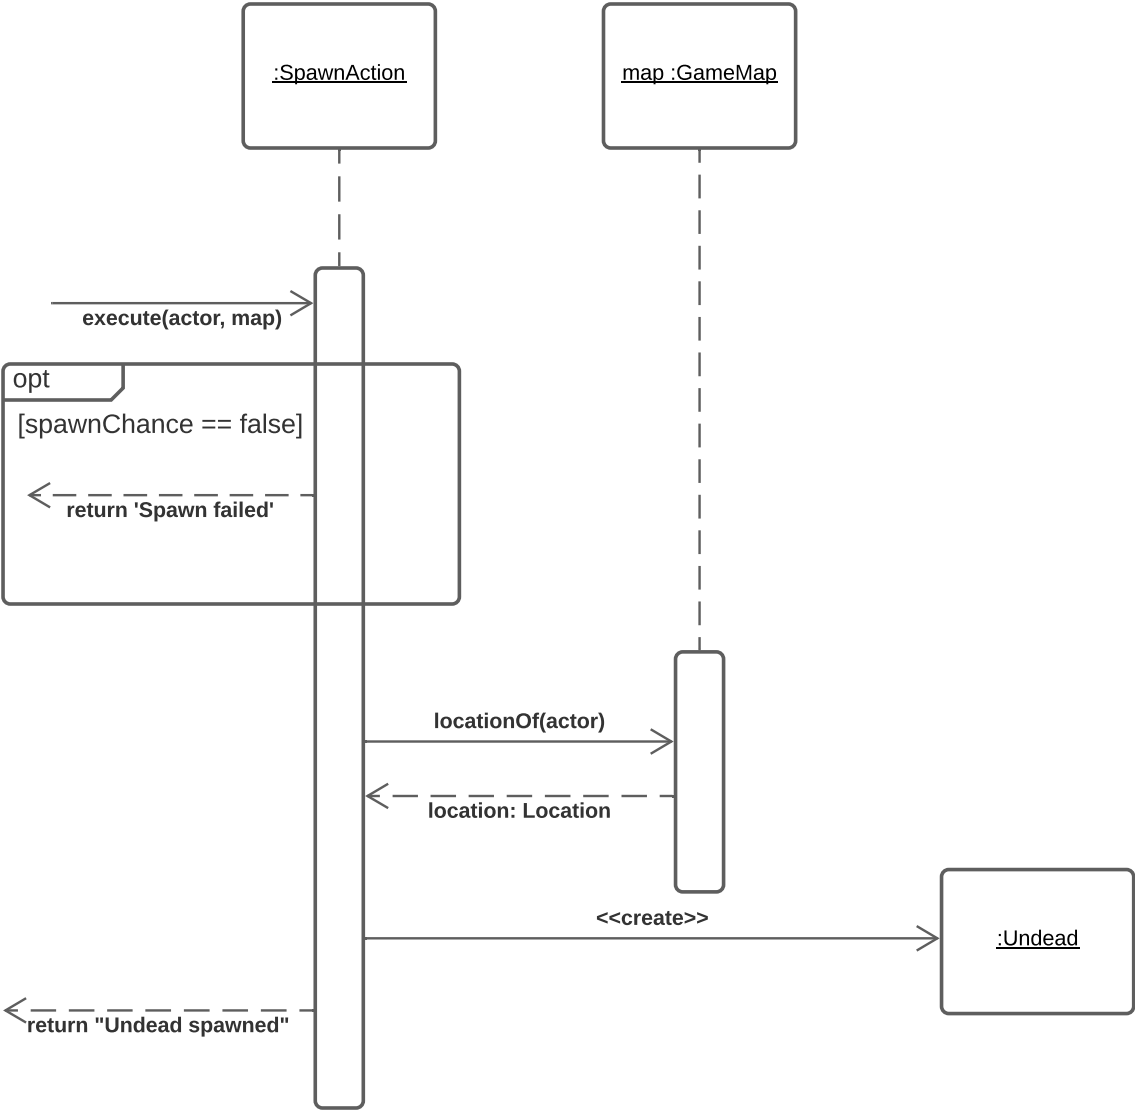 :SpawnAction
map :GameMap
execute(actor, map)
opt
[spawnChance == false]
return 'Spawn failed'
locationOf(actor)
location: Location
<<create>>
:Undead
return "Undead spawned"